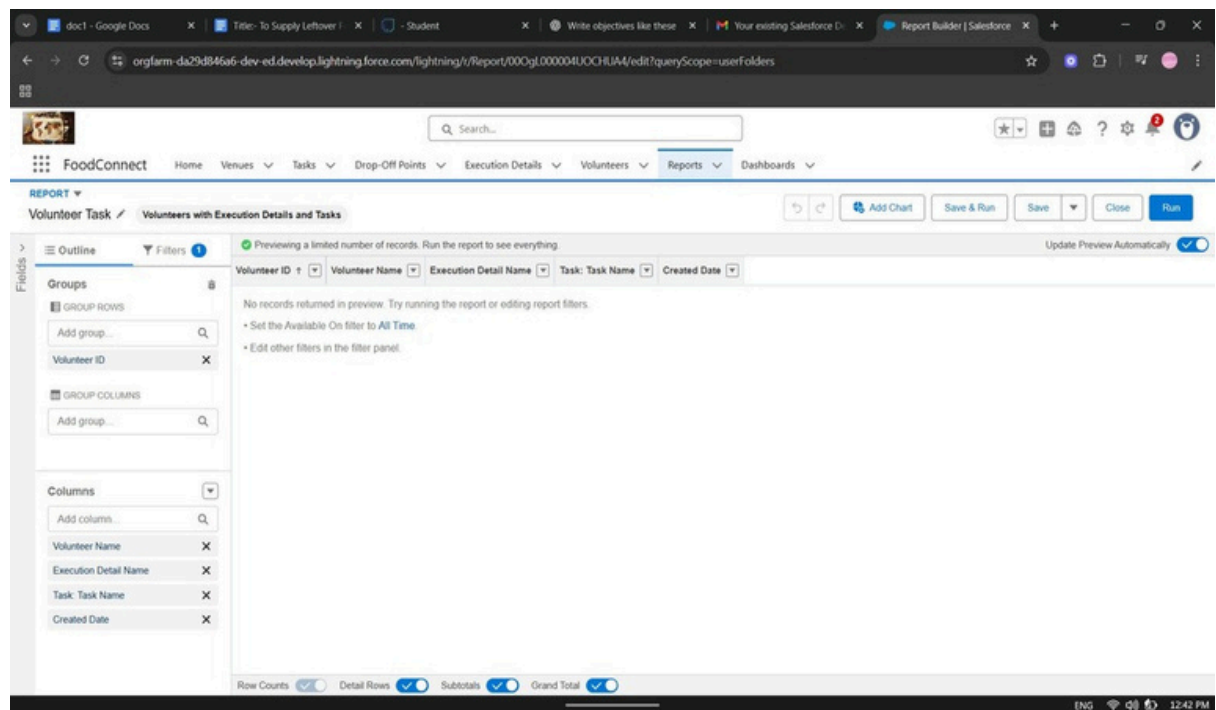 doc1 - Google Docs
Title:- To Supply Leftover
- Student
Write objectives like these
Your existing Salesforce D
Report Builder | Salesforce
orgfarm-da29d846a6-dev-ed.develop.lightning.force.com/lightning/r/Report/00OgL000004UOCHUA4/edit?queryScope=userFolders
Search...
2
FoodConnect Home Venues Tasks Drop-Off Points Execution Details Volunteers Reports Dashboards
REPORT
Volunteer Task Volunteers with Execution Details and Tasks
Add Chart Save & Run Save Close Run
Fields
Outline Filters 1
Previewing a limited number of records. Run the report to see everything.
Update Preview Automatically
Groups
GROUP ROWS
Add group...
Volunteer ID
GROUP COLUMNS
Add group...
Columns
Add column...
Volunteer Name
Execution Detail Name
Task: Task Name
Created Date
Volunteer ID Volunteer Name Execution Detail Name Task: Task Name Created Date
No records returned in preview. Try running the report or editing report filters.
• Set the Available On filter to All Time.
• Edit other filters in the filter panel.
Row Counts Detail Rows Subtotals Grand Total
ENG 12:42 PM